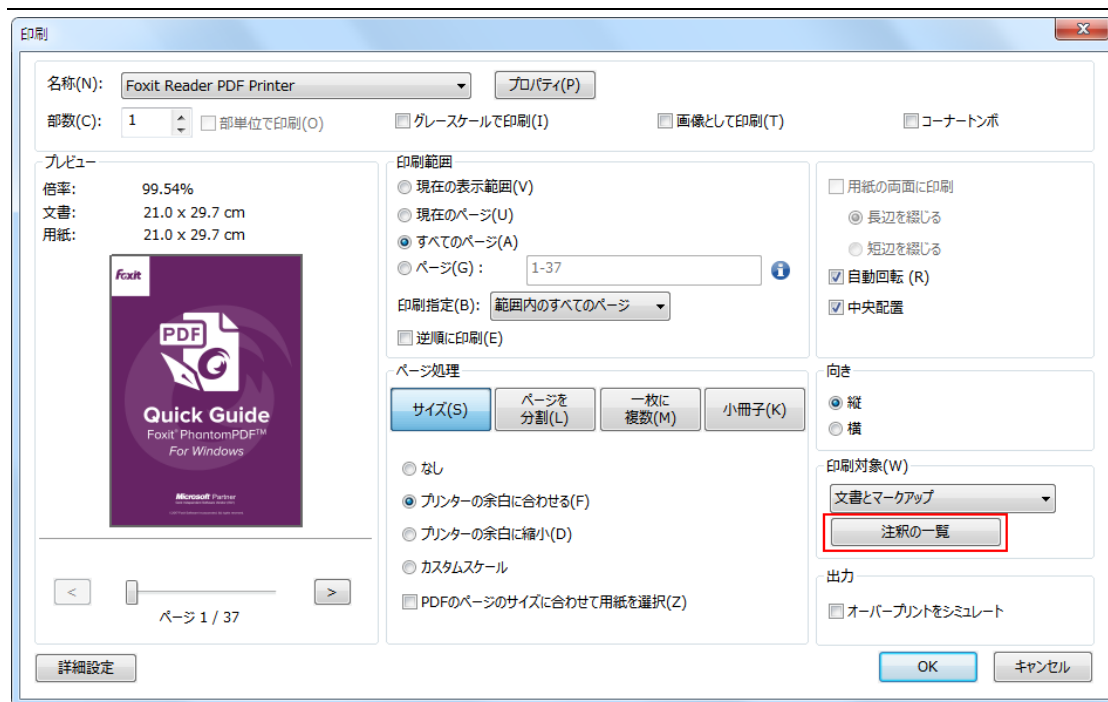 印刷
名称(N): Foxit Reader PDF Printer プロパティ(P)
部数(C): 1 部単位で印刷(O) グレースケールで印刷(I) 画像として印刷(T) コーナートンボ
プレビュー
倍率: 99.54%
文書: 21.0 x 29.7 cm
用紙: 21.0 x 29.7 cm
Foxit
PDF
Quick Guide
Foxit® PhantomPDF™
For Windows
Microsoft Partner
<
>
ページ 1 / 37
印刷範囲
現在の表示範囲(V)
現在のページ(U)
すべてのページ(A)
ページ(G) : 1-37
印刷指定(B): 範囲内のすべてのページ
逆順に印刷(E)
ページ処理
サイズ(S)
ページを
分割(L)
一枚に
複数(M)
小冊子(K)
なし
プリンターの余白に合わせる(F)
プリンターの余白に縮小(D)
カスタムスケール
PDFのページのサイズに合わせて用紙を選択(Z)
用紙の両面に印刷
長辺を綴じる
短辺を綴じる
自動回転 (R)
中央配置
向き
縦
横
印刷対象(W)
文書とマークアップ
注釈の一覧
出力
オーバープリントをシミュレート
詳細設定
OK
キャンセル